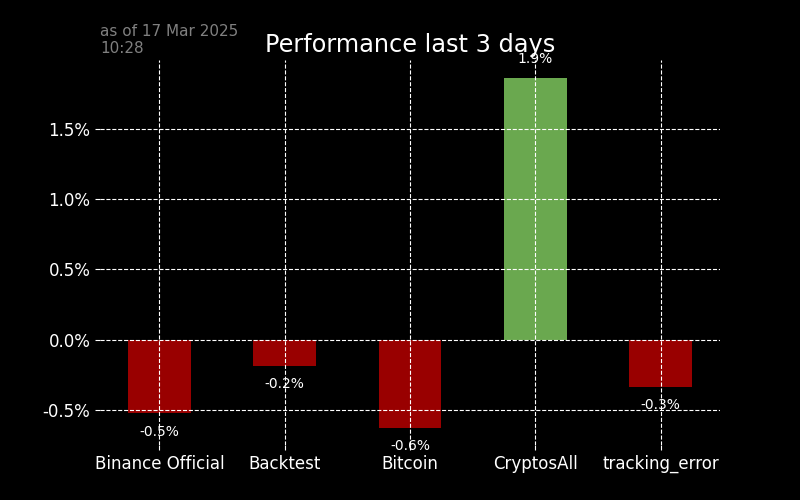 as of 17 Mar 2025
10:28
Performance last 3 days
1.9%
1.5%
1.0%
0.5%
0.0%
-0.5%
-0.5%
-0.2%
-0.6%
-0.3%
Binance Official
Backtest
Bitcoin
CryptosAll
tracking_error